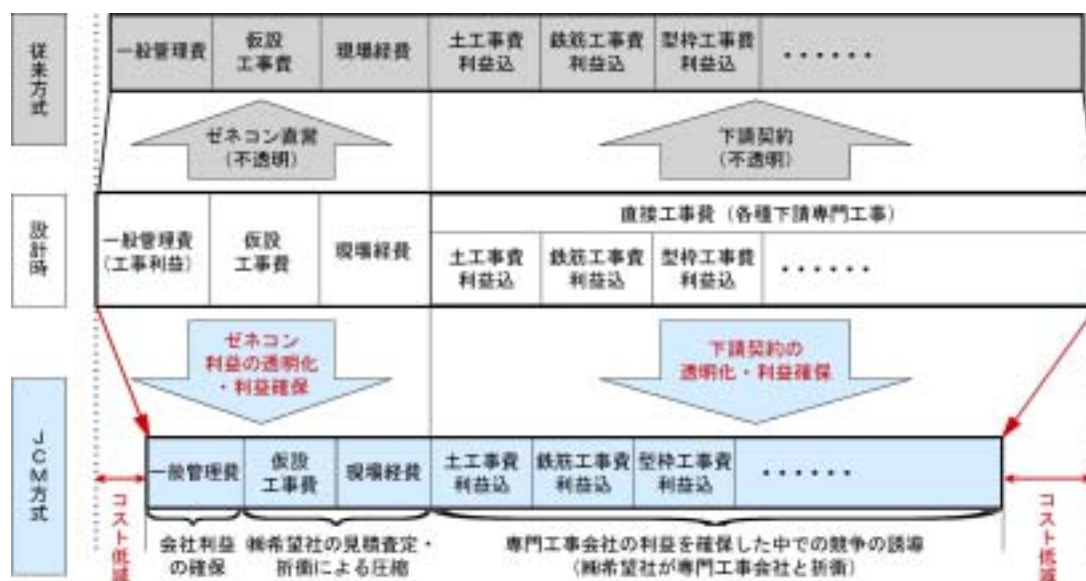 従来方式
一般管理費
仮設
工事費
現場経費
土工事費
利益込
鉄筋工事費
利益込
型枠工事費
利益込
・・・・・・
ゼネコン直営
(不透明)
下請契約
(不透明)
設計時
一般管理費
(工事利益)
仮設
工事費
現場経費
直接工事費(各種下請専門工事)
土工事費
利益込
鉄筋工事費
利益込
型枠工事費
利益込
・・・・・・
ゼネコン
利益の透明化
・利益確保
下請契約の
透明化・利益確保
JCM方式
一般管理費
仮設
工事費
現場経費
土工事費
利益込
鉄筋工事費
利益込
型枠工事費
利益込
・・・・・・
コスト低減
会社利益
の確保
㈱希望社の見積査定・
折衝による圧縮
専門工事会社の利益を確保した中での競争の誘導
(㈱希望社が専門工事会社と折衝)
コスト低減